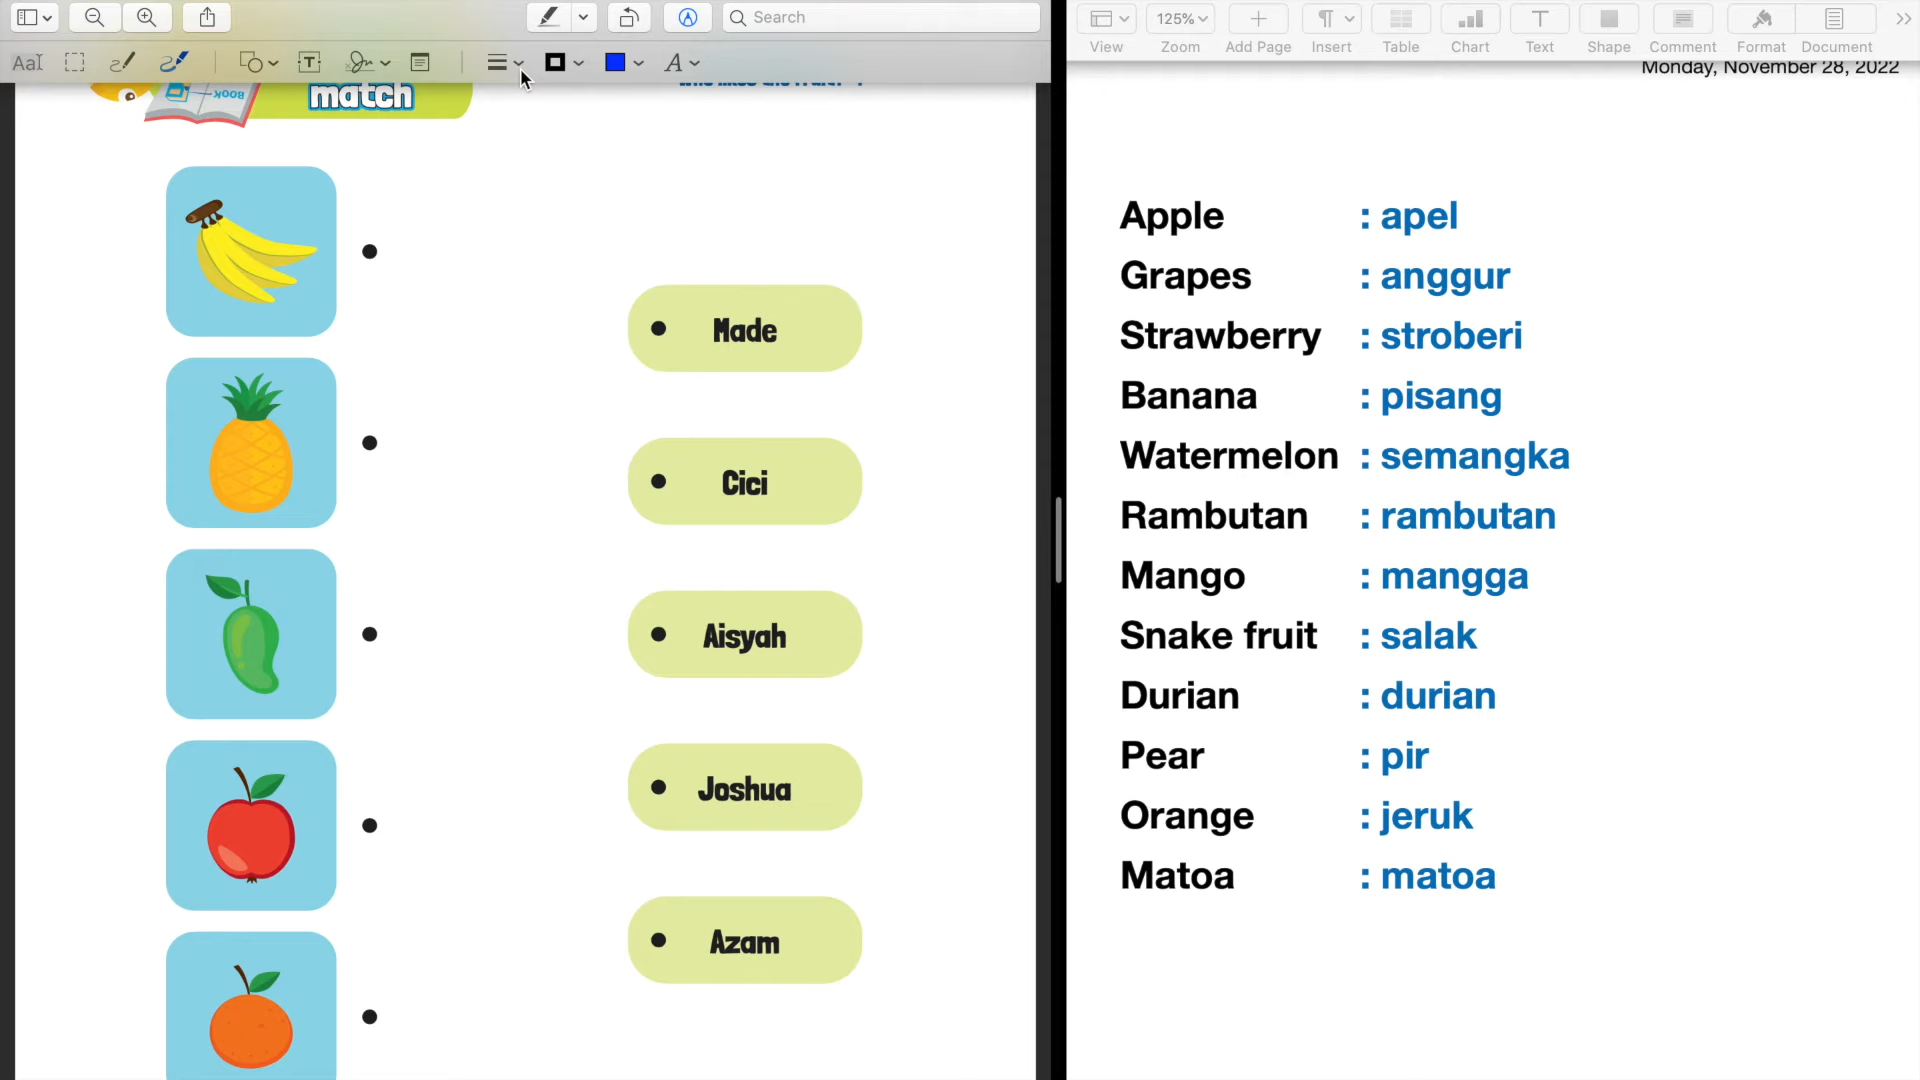 Search
AaI
A
BOOK
match
125%
View
Zoom
Add Page
Insert
Table
Chart
Text
Shape
Comment
Format
Document
Monday, November 28, 2022
Made
Cici
Aisyah
Joshua
Azam
Apple : apel
Grapes : anggur
Strawberry : stroberi
Banana : pisang
Watermelon : semangka
Rambutan : rambutan
Mango : mangga
Snake fruit : salak
Durian : durian
Pear : pir
Orange : jeruk
Matoa : matoa